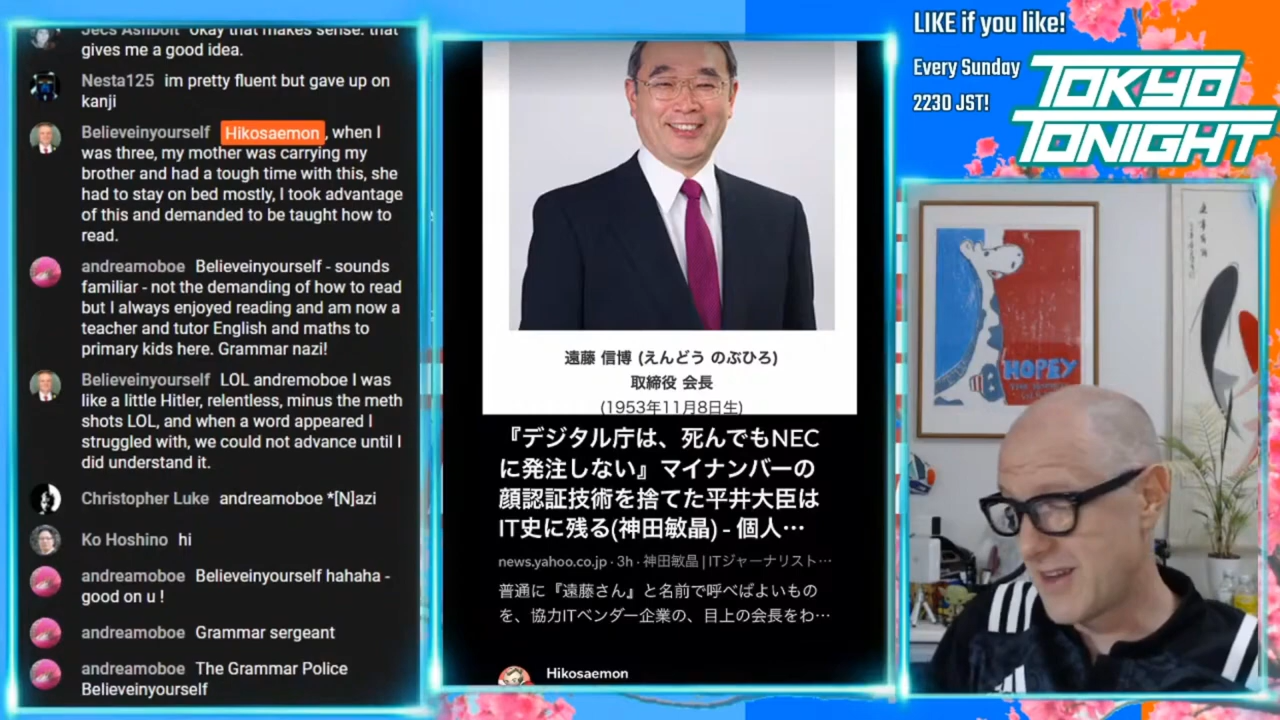 Jecs Ashbolt okay that makes sense. that
gives me a good idea.
Nesta125 im pretty fluent but gave up on
kanji
Believeinyourself Hikosaemon, when I
was three, my mother was carrying my
brother and had a tough time with this, she
had to stay on bed mostly, I took advantage
of this and demanded to be taught how to
read.
andreamoboe Believeinyourself - sounds
familiar - not the demanding of how to read
but I always enjoyed reading and am now a
teacher and tutor English and maths to
primary kids here. Grammar nazi!
Believeinyourself LOL andremoboe I was
like a little Hitler, relentless, minus the meth
shots LOL, and when a word appeared I
struggled with, we could not advance until I
did understand it.
Christopher Luke andreamoboe *[N]azi
Ko Hoshino hi
andreamoboe Believeinyourself hahaha -
good on u !
andreamoboe Grammar sergeant
andreamoboe The Grammar Police
Believeinyourself
遠藤 信博 (えんどう のぶひろ)
取締役 会長
(1953年11月8日生)
『デジタル庁は、死んでもNEC
に発注しない』マイナンバーの
顔認証技術を捨てた平井大臣は
IT史に残る(神田敏晶) - 個人…
news.yahoo.co.jp · 3h · 神田敏晶 | ITジャーナリスト…
普通に『遠藤さん』と名前で呼べばよいもの
を、協力ITベンダー企業の、目上の会長をわ…
Hikosaemon
LIKE if you like!
Every Sunday
2230 JST!
TOKYO
TONIGHT
HOPEY